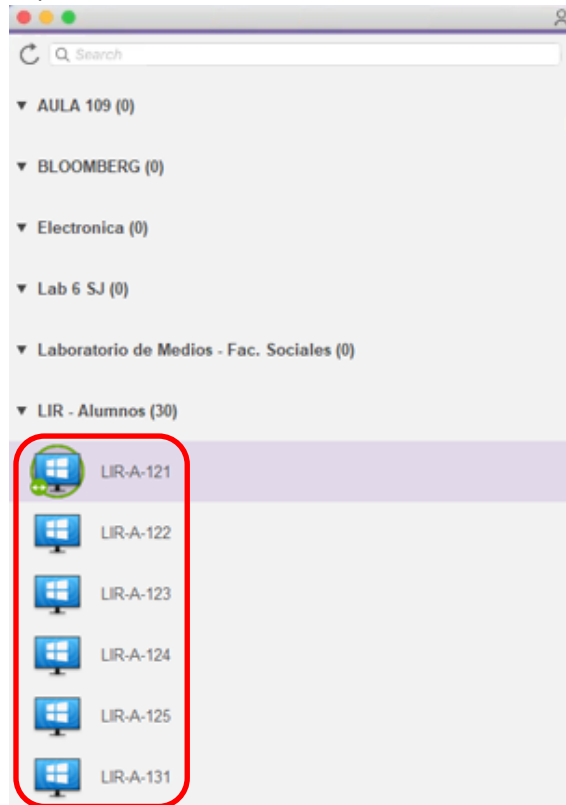 Search
AULA 109 (0)
BLOOMBERG (0)
Electronica (0)
Lab 6 SJ (0)
Laboratorio de Medios - Fac. Sociales (0)
LIR - Alumnos (30)
LIR-A-121
LIR-A-122
LIR-A-123
LIR-A-124
LIR-A-125
LIR-A-131